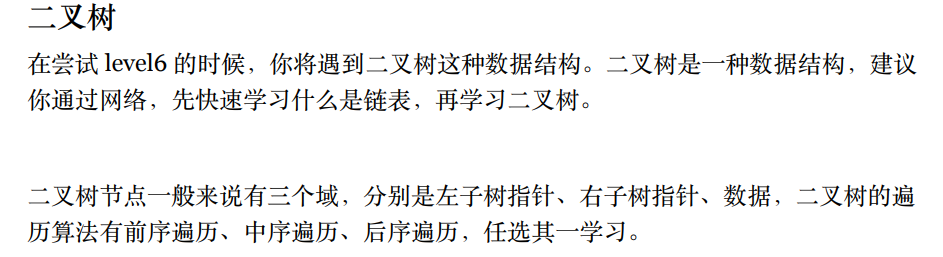 二叉树
在尝试 level6 的时候，你将遇到二叉树这种数据结构。二叉树是一种数据结构，建议
你通过网络，先快速学习什么是链表，再学习二叉树。
二叉树节点一般来说有三个域，分别是左子树指针、右子树指针、数据，二叉树的遍
历算法有前序遍历、中序遍历、后序遍历，任选其一学习。